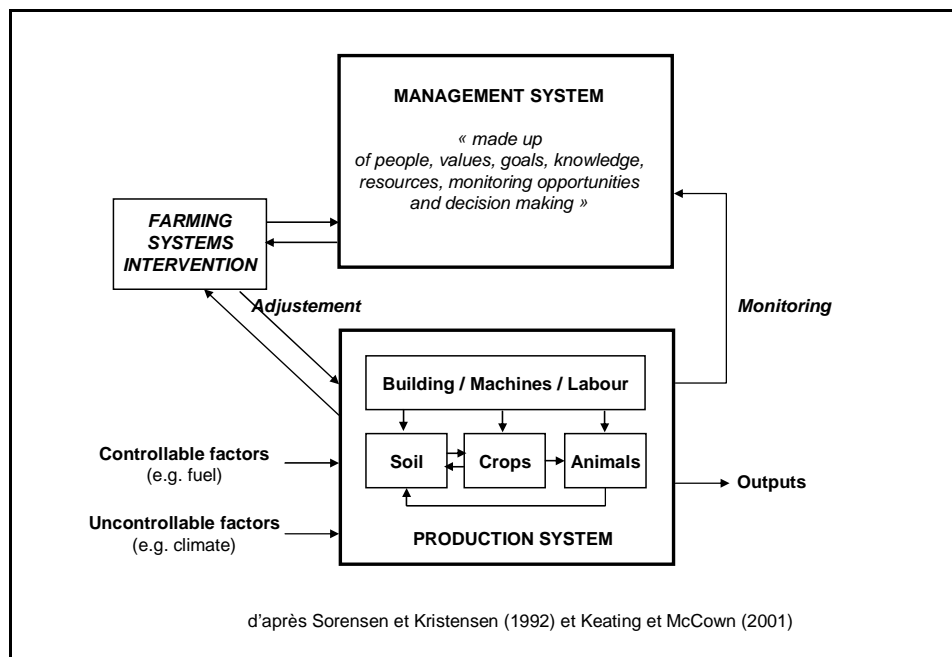 MANAGEMENT SYSTEM
« made up
of people, values, goals, knowledge,
resources, monitoring opportunities
and decision making »
FARMING
SYSTEMS
INTERVENTION
Adjustement
Monitoring
Building / Machines / Labour
Soil
Crops
Animals
Controllable factors
(e.g. fuel)
Outputs
Uncontrollable factors
(e.g. climate)
PRODUCTION SYSTEM
d'après Sorensen et Kristensen (1992) et Keating et McCown (2001)